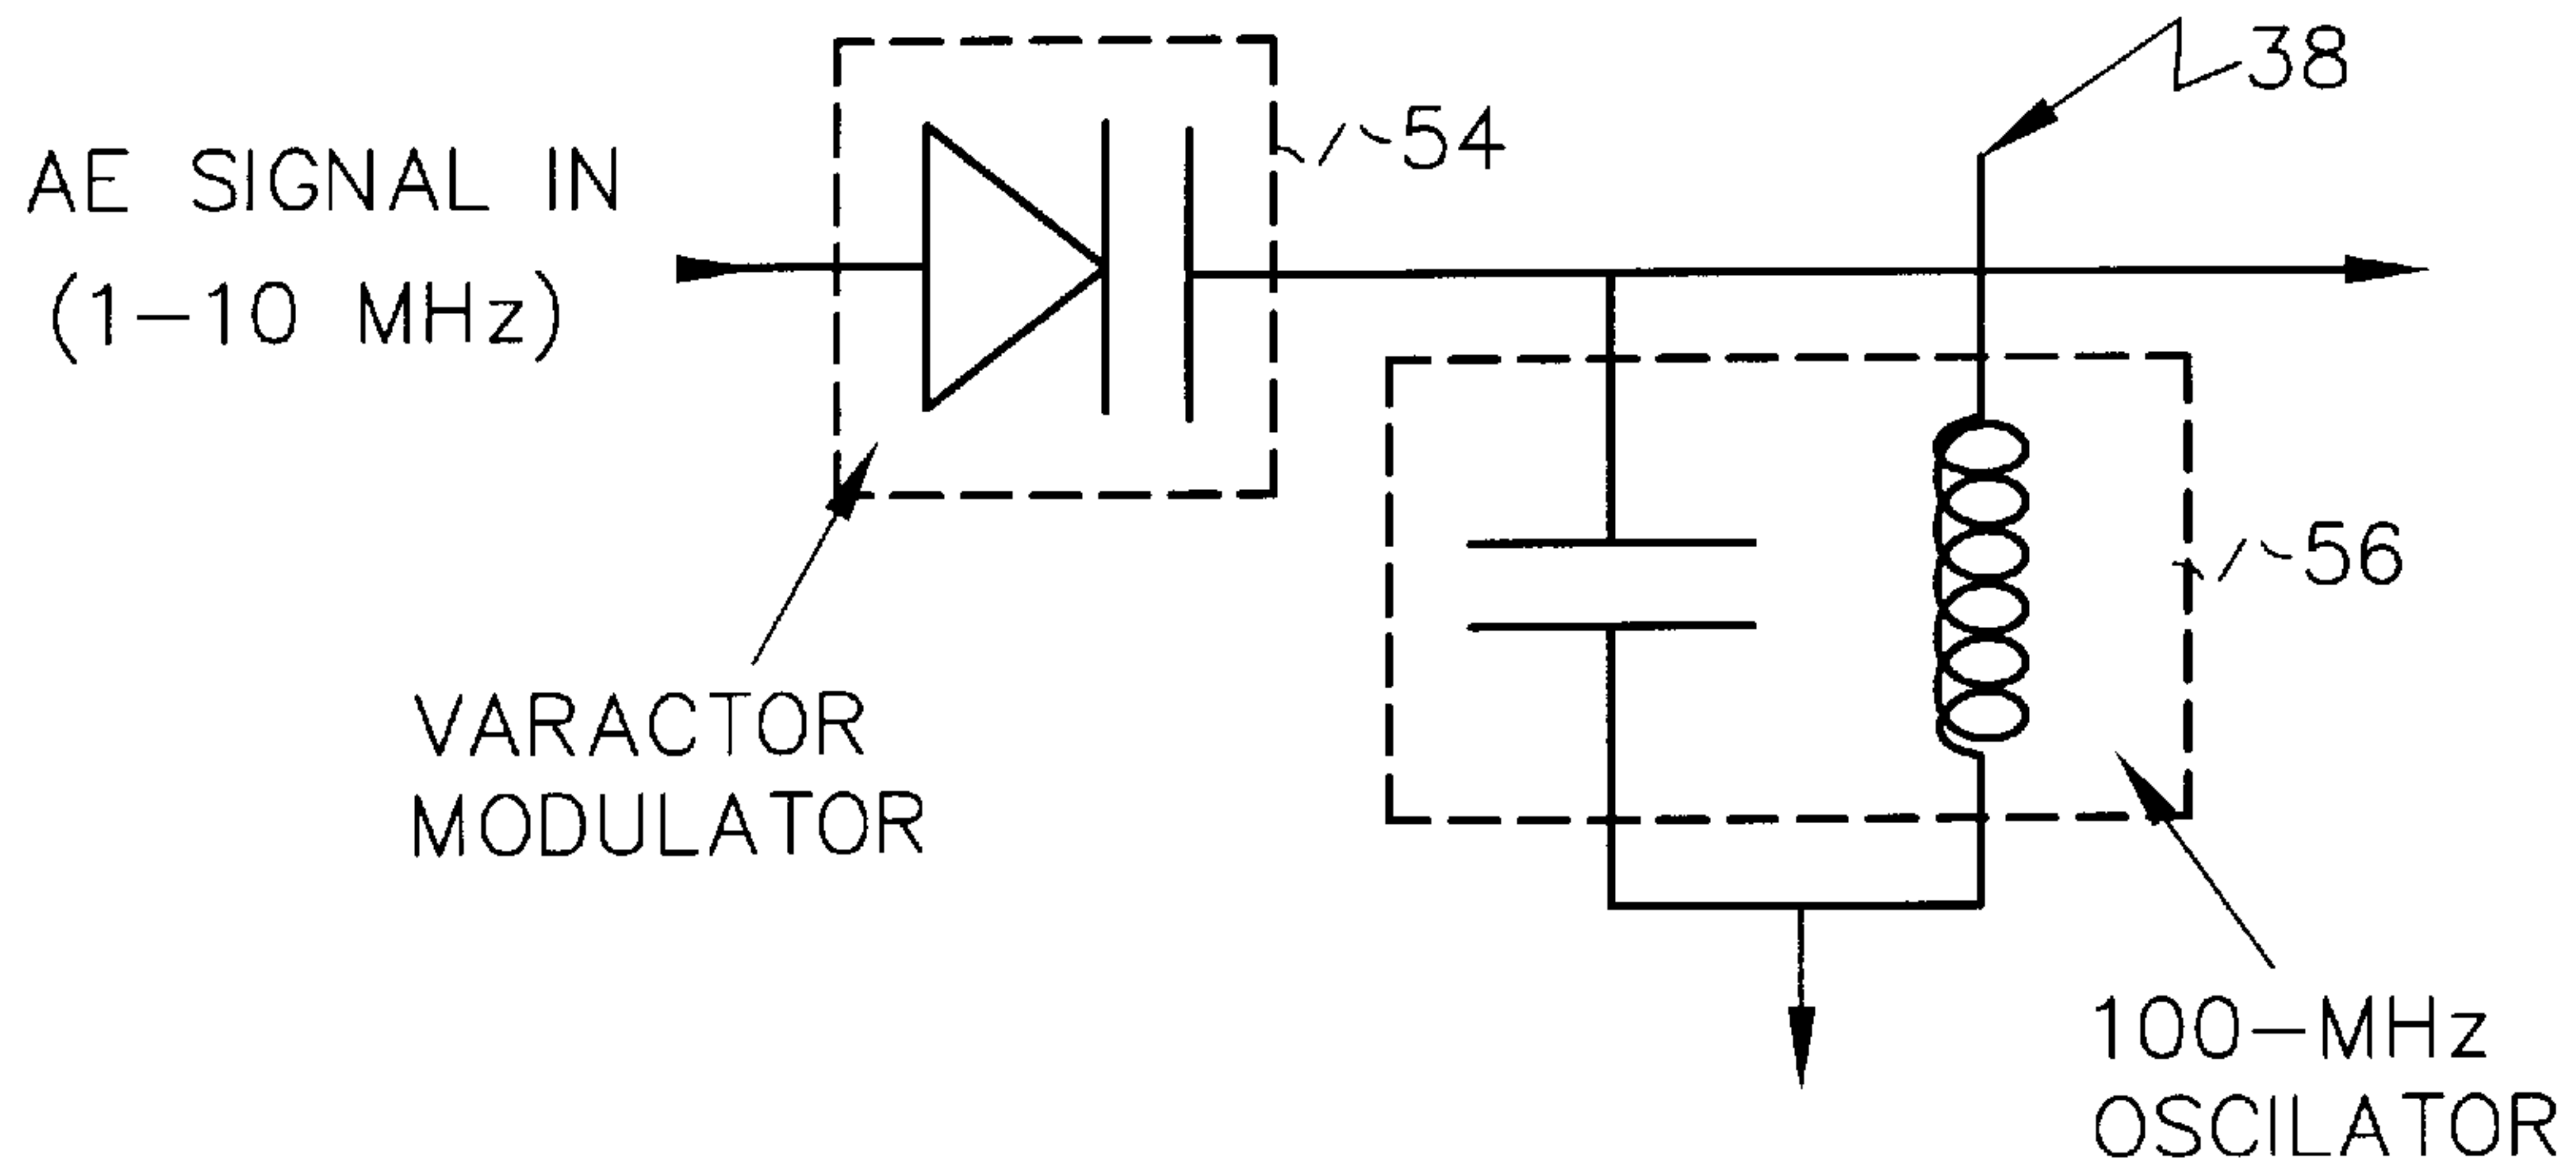 38
54
AE SIGNAL IN
(1-10 MHz)
56
VARACTOR
MODULATOR
100-MHz
OSCILATOR